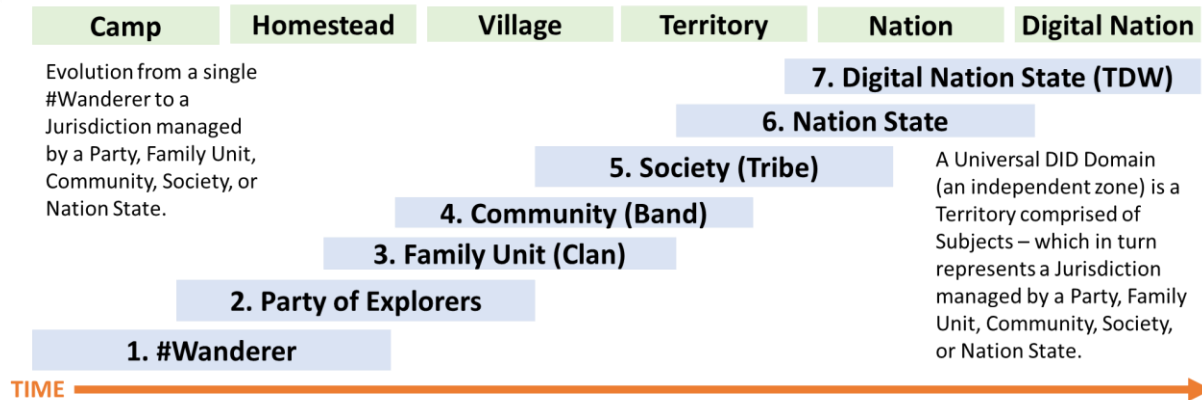 Camp
Homestead
Village
Territory
Nation
Digital Nation
Evolution from a single
#Wanderer to a
Jurisdiction managed
by a Party, Family Unit,
Community, Society, or
Nation State.
7. Digital Nation State (TDW)
6. Nation State
5. Society (Tribe)
4. Community (Band)
3. Family Unit (Clan)
2. Party of Explorers
1. #Wanderer
A Universal DID Domain
(an independent zone) is a
Territory comprised of
Subjects – which in turn
represents a Jurisdiction
managed by a Party, Family
Unit, Community, Society,
or Nation State.
TIME